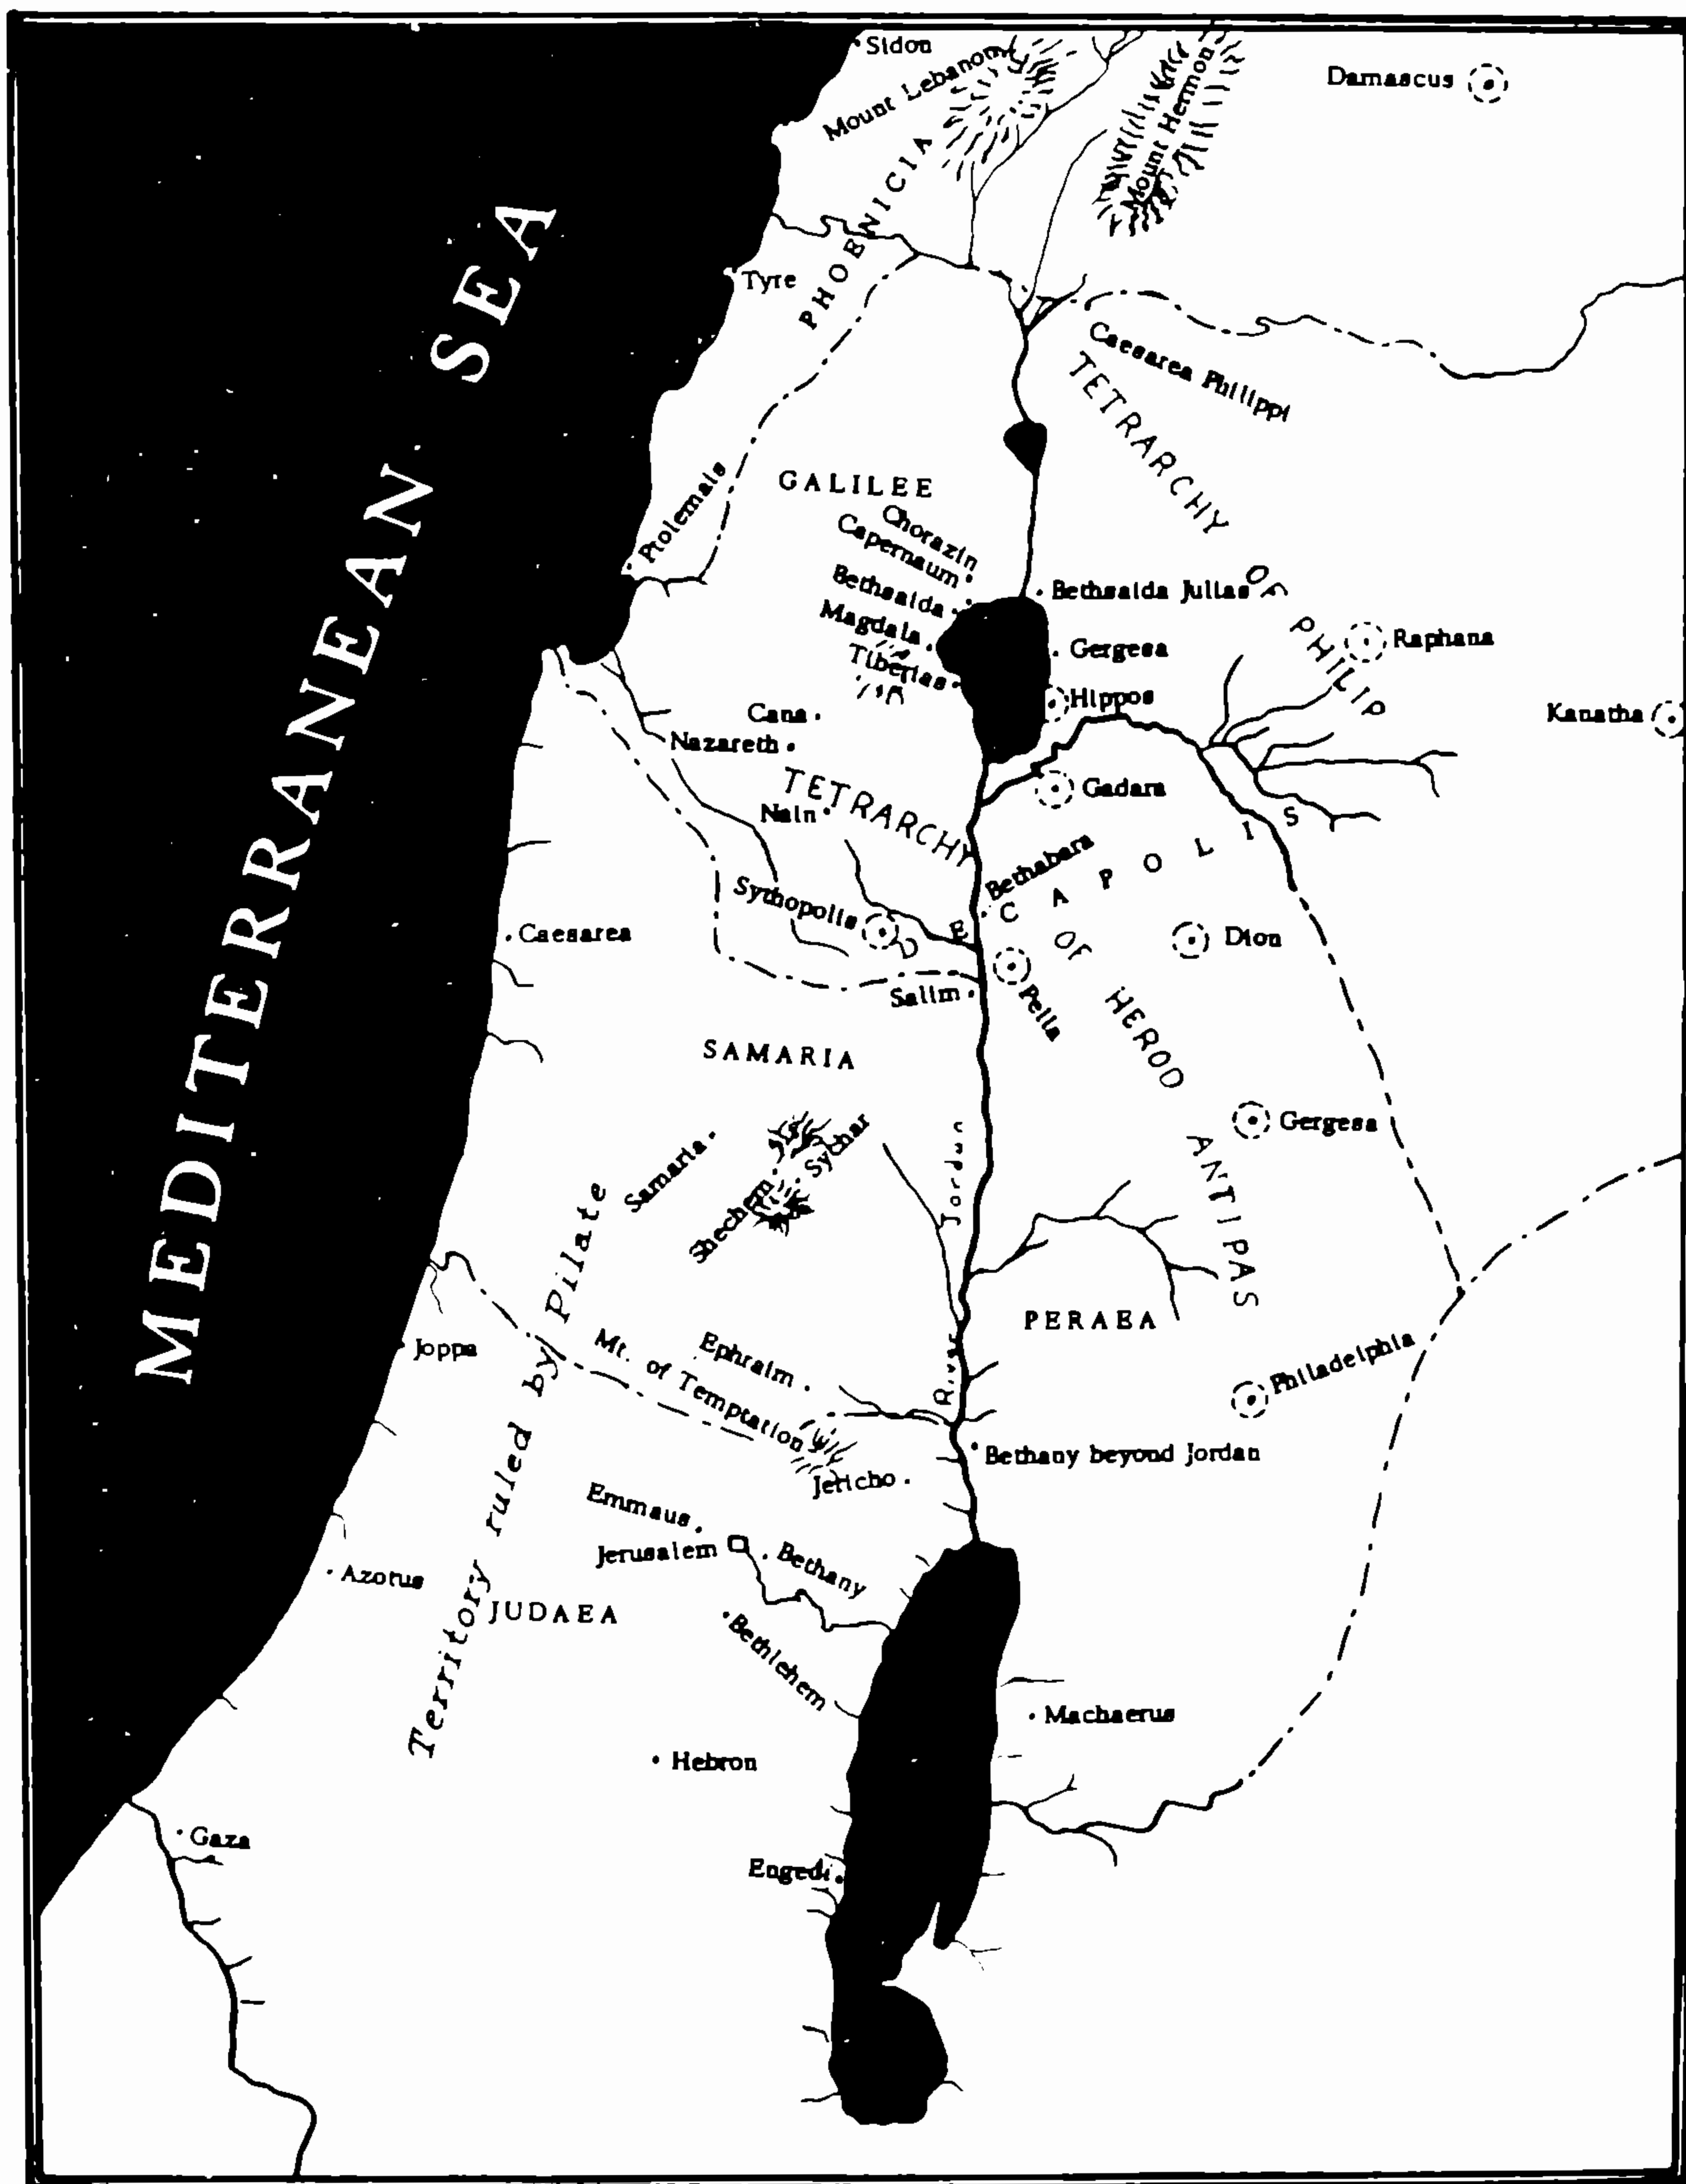 Sidon
Mount Lebanon
Mount Hermon
Damascus
PHOENICIA
Tyre
MEDITERRANEAN SEA
Caesarea Philippi
TETRARCHY OF PHILIP
GALILEE
Ptolemais
Chorazin
Capernaum
Bethsaida
Magdala
Tiberias
Bethsaida Julias
Gergesa
Hippos
Raphana
Kanatha
Cana
Nazareth
Nain
TETRARCHY OF HEROD ANTIPAS
Gadara
Bethabara
DECAPOLIS
Sythopolis
Caesarea
Dion
Pella
Salim
SAMARIA
Gergesa
Samaria
Sychar
Shechem
River Jordan
PERAEA
Territory ruled by Pilate
Joppa
Ephraim
Mt. of Temptation
Philadelphia
Bethany beyond Jordan
Jericho
Emmaus
Jerusalem
Bethany
Azotus
JUDAEA
Bethlehem
Machaerus
Hebron
Gaza
Engedi